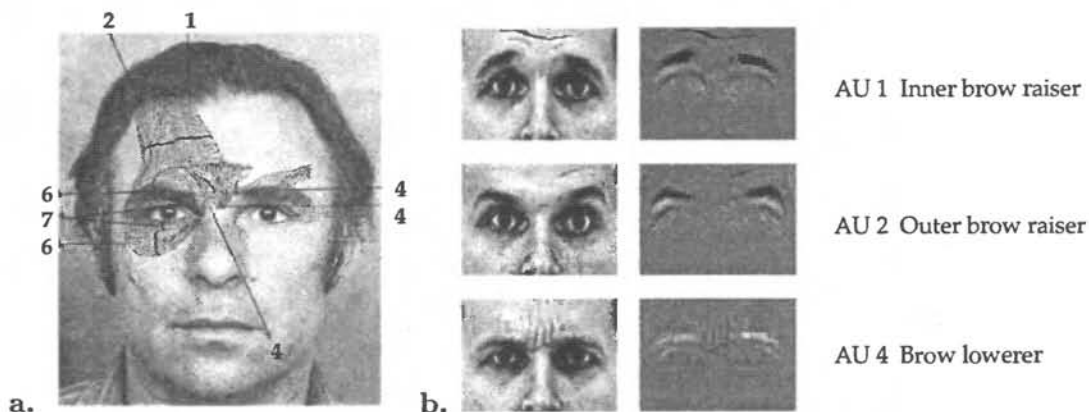 2 1
6
7
6
4
4
4
a.
b.
AU 1 Inner brow raiser
AU 2 Outer brow raiser
AU 4 Brow lowerer